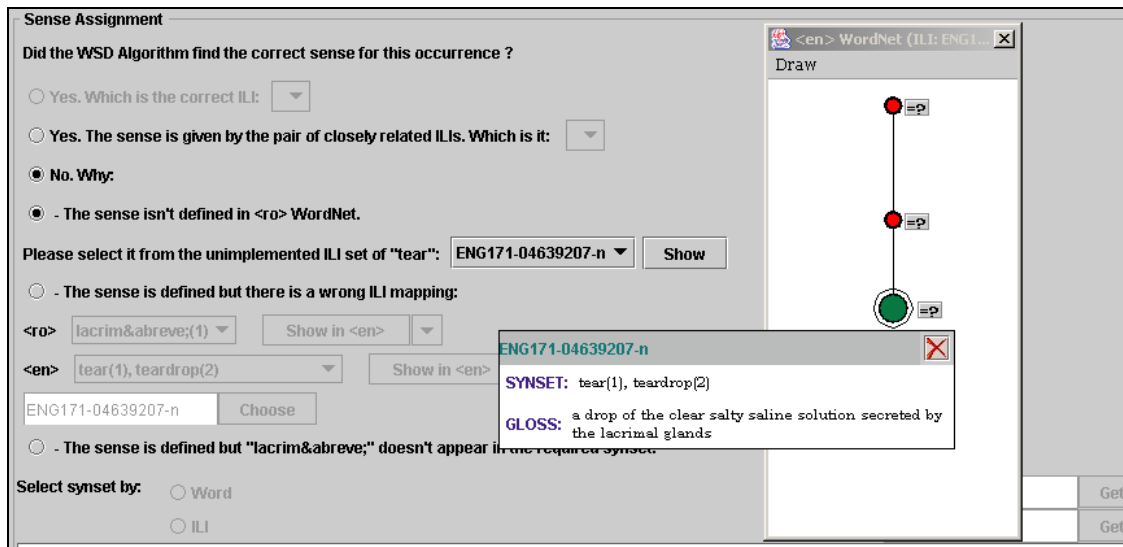 Sense Assignment
Did the WSD Algorithm find the correct sense for this occurrence ?
Yes. Which is the correct ILI:
Yes. The sense is given by the pair of closely related ILIs. Which is it:
No. Why:
- The sense isn't defined in <ro> WordNet.
Please select it from the unimplemented ILI set of "tear": ENG171-04639207-n Show
- The sense is defined but there is a wrong ILI mapping:
<ro> lacrim&abreve;(1) Show in <en>
<en> tear(1), teardrop(2) Show in <en>
ENG171-04639207-n Choose
- The sense is defined but "lacrim&abreve;" doesn't appear in the required synset.
Select synset by: Word
ILI
Get
Get
<en> WordNet (ILI: ENG1...
Draw
=?
=?
=?
ENG171-04639207-n
SYNSET: tear(1), teardrop(2)
GLOSS: a drop of the clear salty saline solution secreted by
the lacrimal glands